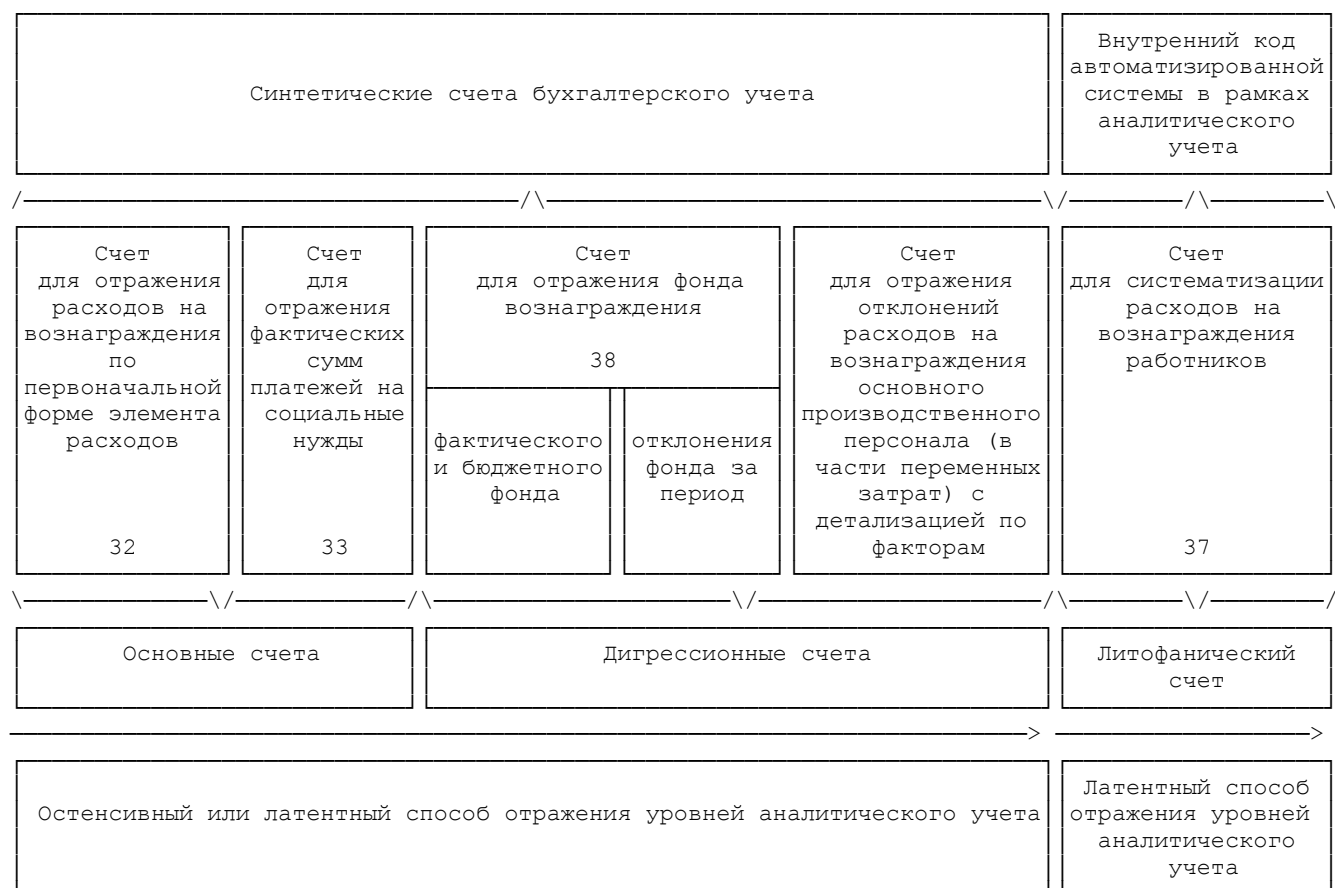 Синтетические счета бухгалтерского учета
Внутренний код
автоматизированной
системы в рамках
аналитического
учета
Счет
для отражения
расходов на
вознаграждения
по
первоначальной
форме элемента
расходов
32
Счет
для
отражения
фактических
сумм
платежей на
социальные
нужды
33
Счет
для отражения фонда
вознаграждения
38
фактического
и бюджетного
фонда
отклонения
фонда за
период
Счет
для отражения
отклонений
расходов на
вознаграждения
основного
производственного
персонала (в
части переменных
затрат) с
детализацией по
факторам
Счет
для систематизации
расходов на
вознаграждения
работников
37
Основные счета
Дигрессионные счета
Литофанический
счет
Остенсивный или латентный способ отражения уровней аналитического учета
Латентный способ
отражения уровней
аналитического
учета